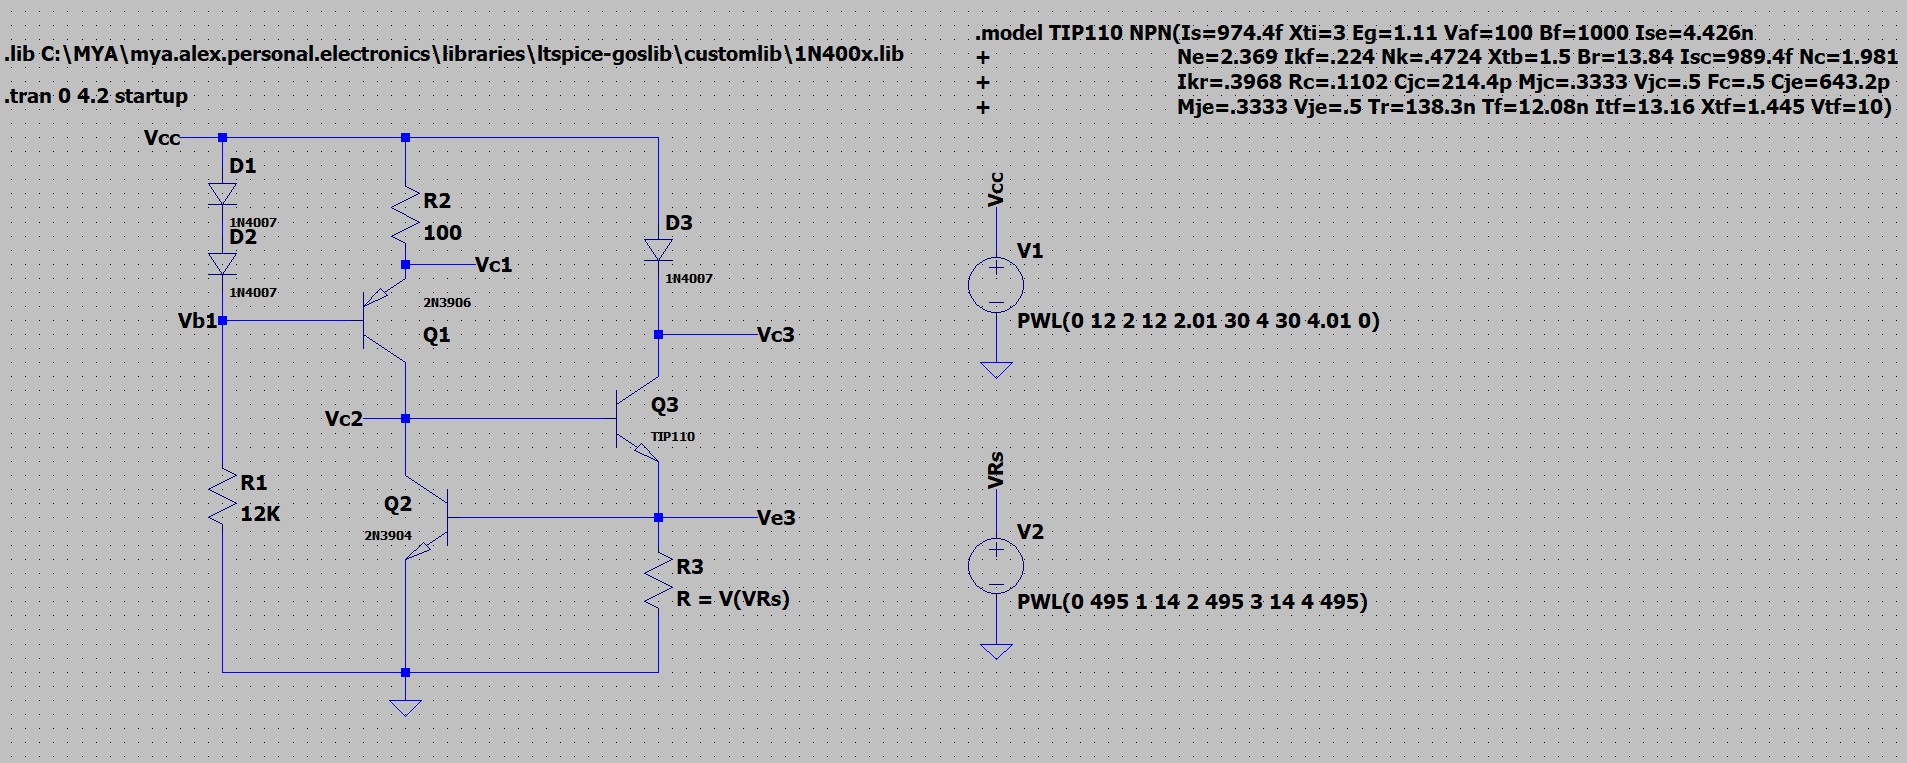 .model TIP110 NPN(Is=974.4f Xti=3 Eg=1.11 Vaf=100 Bf=1000 Ise=4.426n
+ Ne=2.369 Ikf=.224 Nk=.4724 Xtb=1.5 Br=13.84 Isc=989.4f Nc=1.981
+ Ikr=.3968 Rc=.1102 Cjc=214.4p Mjc=.3333 Vjc=.5 Fc=.5 Cje=643.2p
+ Mje=.3333 Vje=.5 Tr=138.3n Tf=12.08n Itf=13.16 Xtf=1.445 Vtf=10)
.lib C:\MYA\mya.alex.personal.electronics\libraries\ltspice-goslib\customlib\1N400x.lib
.tran 0 4.2 startup
Vcc
D1
1N4007
D2
1N4007
Vb1
R1
12K
R2
100
Vc1
2N3906
Q1
Vc2
Q2
2N3904
D3
1N4007
Vc3
Q3
TIP110
Ve3
R3
R = V(VRs)
Vcc
V1
PWL(0 12 2 12 2.01 30 4 30 4.01 0)
VRs
V2
PWL(0 495 1 14 2 495 3 14 4 495)